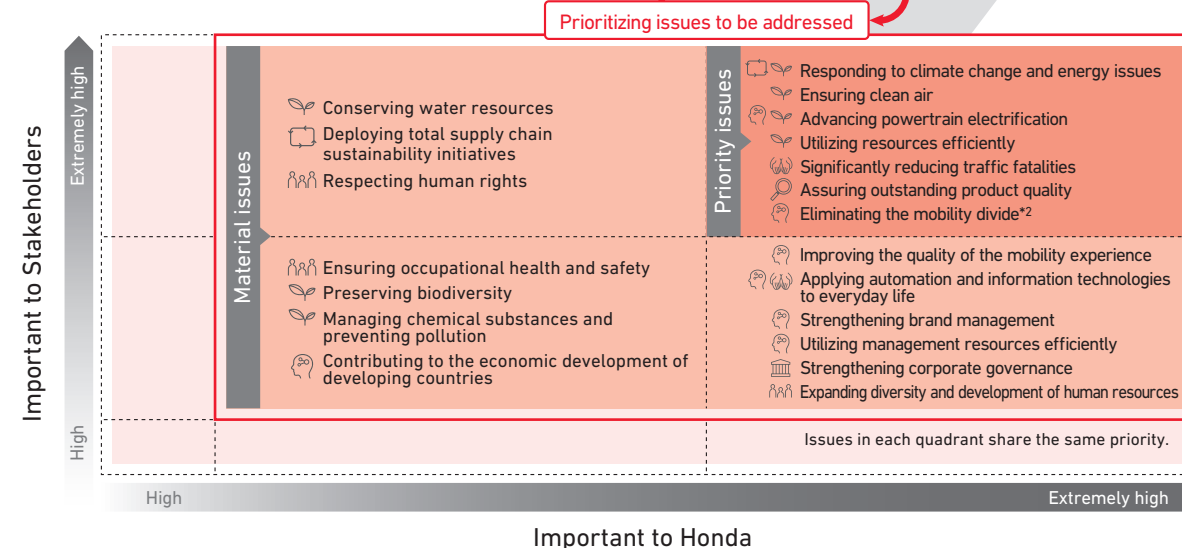 Prioritizing issues to be addressed
Important to Stakeholders
Extremely high
High
Material issues
Conserving water resources
Deploying total supply chain
sustainability initiatives
Respecting human rights
Priority issues
Responding to climate change and energy issues
Ensuring clean air
Advancing powertrain electrification
Utilizing resources efficiently
Significantly reducing traffic fatalities
Assuring outstanding product quality
Eliminating the mobility divide*2
Ensuring occupational health and safety
Preserving biodiversity
Managing chemical substances and
preventing pollution
Contributing to the economic development of
developing countries
Improving the quality of the mobility experience
Applying automation and information technologies
to everyday life
Strengthening brand management
Utilizing management resources efficiently
Strengthening corporate governance
Expanding diversity and development of human resources
Issues in each quadrant share the same priority.
High
Extremely high
Important to Honda